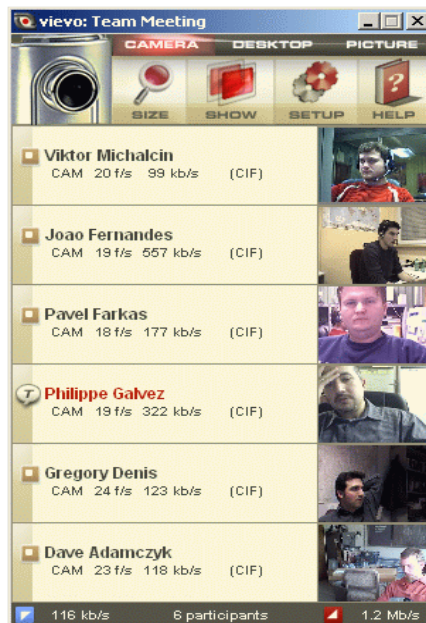 vievo: Team Meeting
CAMERA DESKTOP PICTURE
SIZE SHOW SETUP HELP
Viktor Michalcin
CAM 20 f/s 99 kb/s (CIF)
Joao Fernandes
CAM 19 f/s 557 kb/s (CIF)
Pavel Farkas
CAM 18 f/s 177 kb/s (CIF)
T Philippe Galvez
CAM 19 f/s 322 kb/s (CIF)
Gregory Denis
CAM 24 f/s 123 kb/s (CIF)
Dave Adamczyk
CAM 23 f/s 118 kb/s (CIF)
116 kb/s 6 participants 1.2 Mb/s